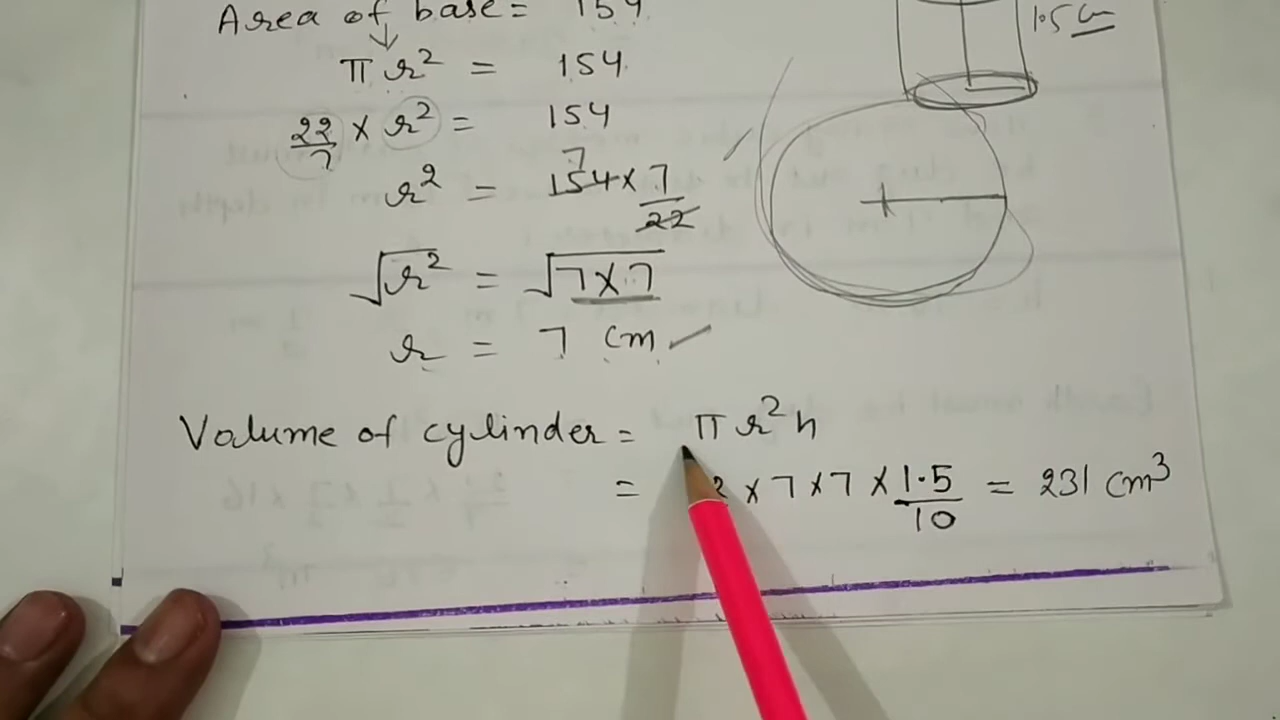 Area of base = 154
1.5 cm
↓
π r² = 154
22/7 × r² = 154
r² = 154 × 7/22
7
√r² = √7×7
r = 7 cm
Volume of cylinder = π r² h
= × 7 × 7 × 1.5/10 = 231 cm³